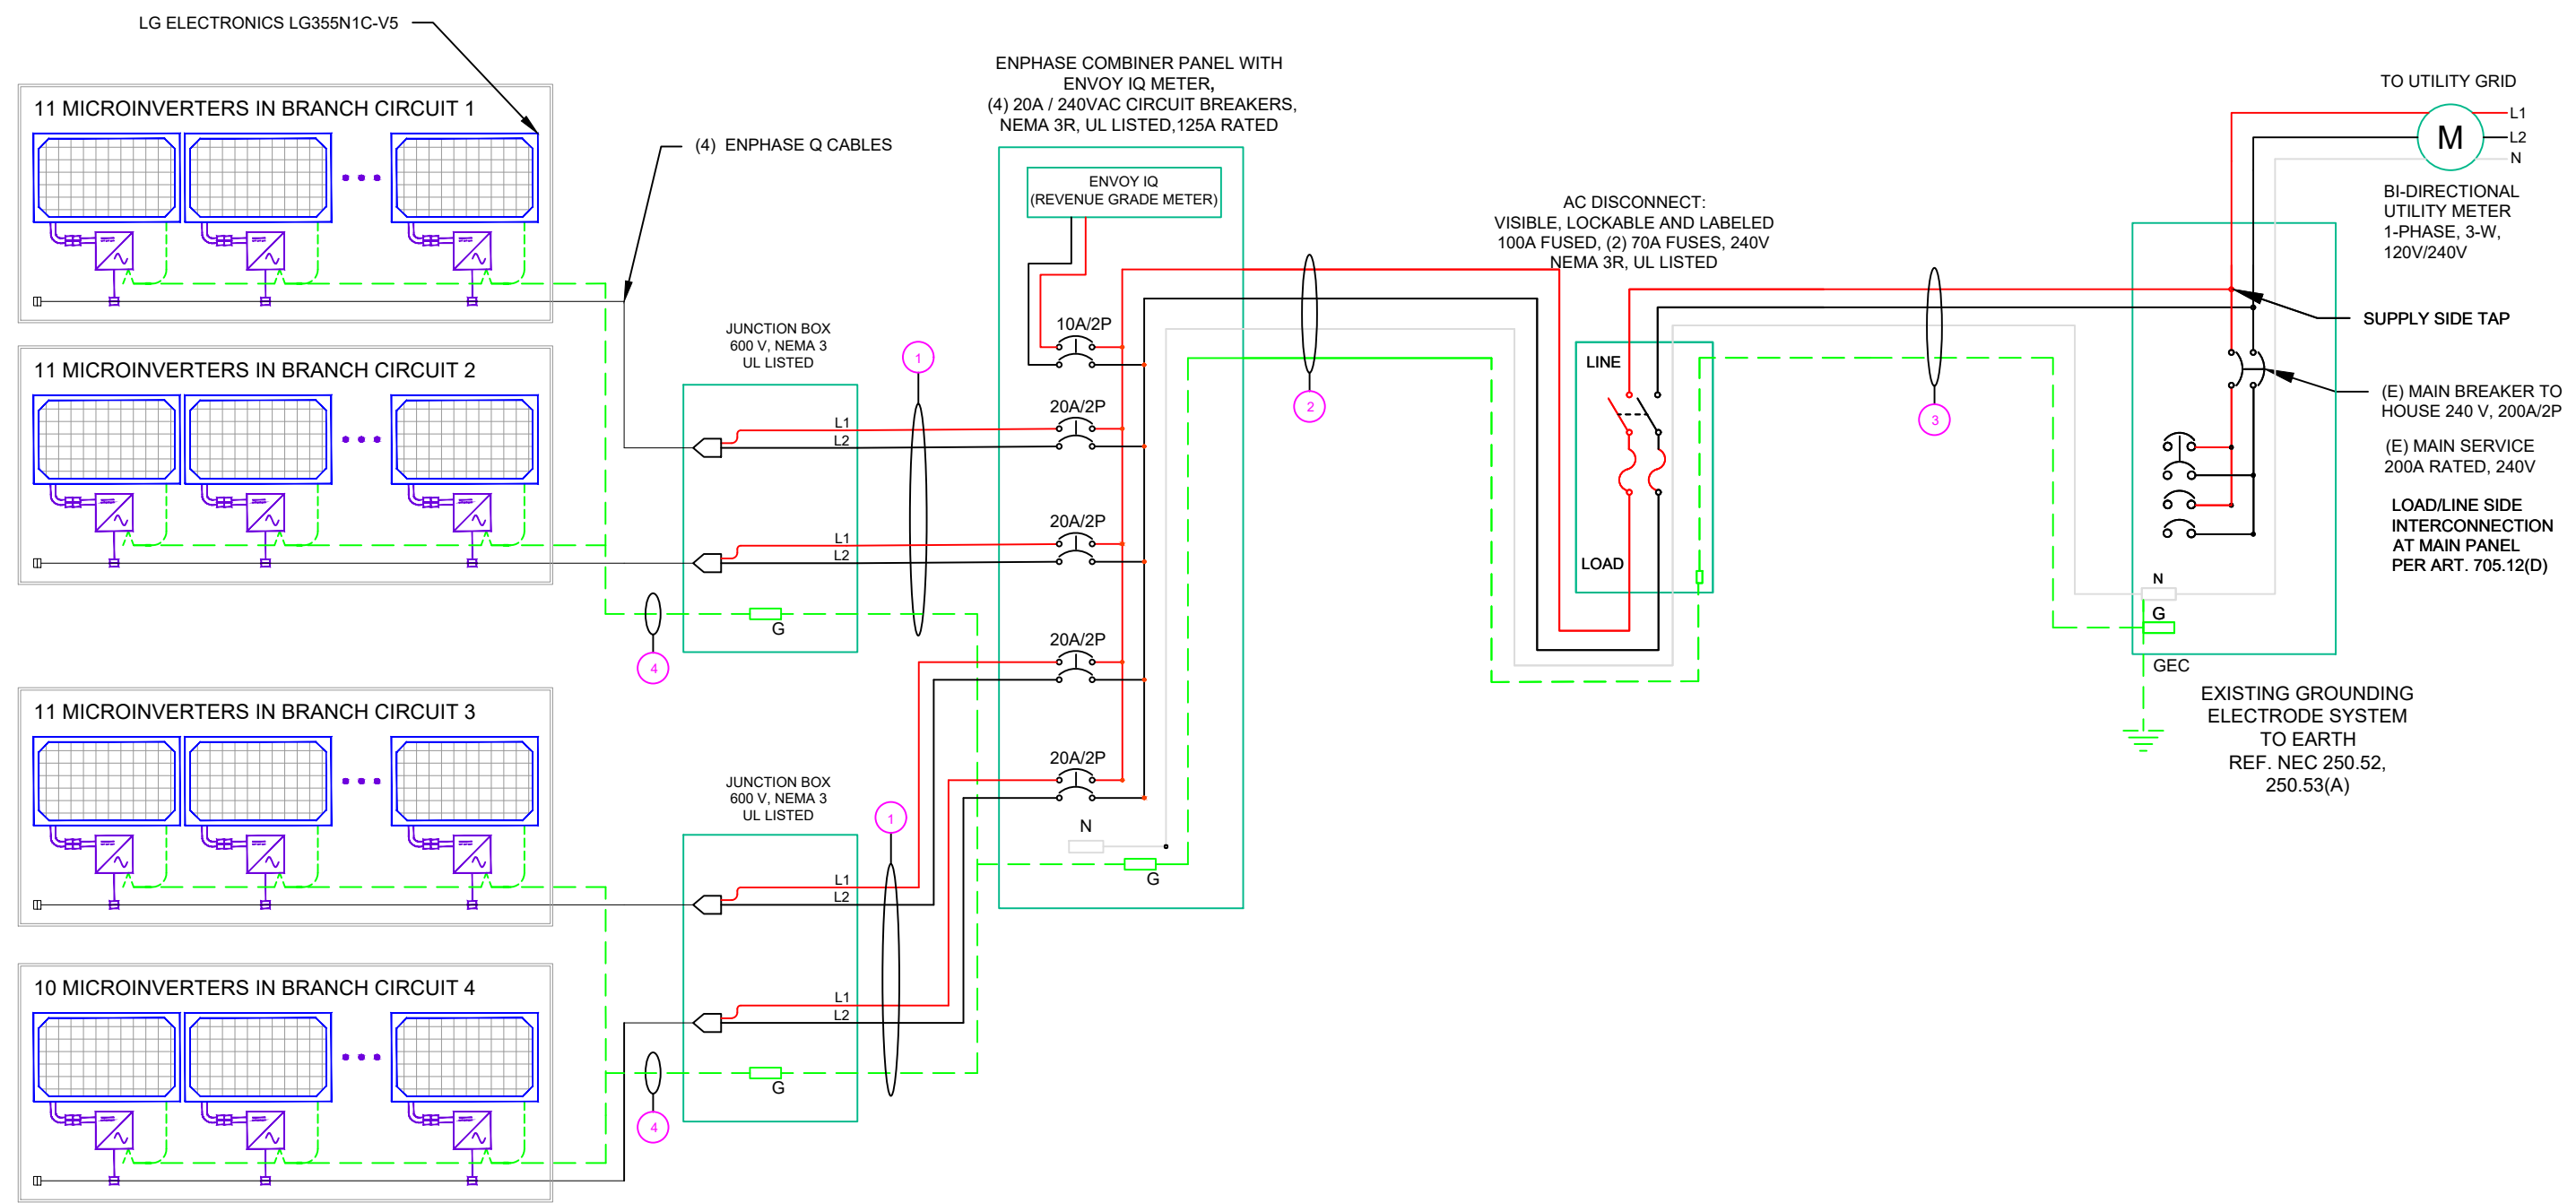 LG ELECTRONICS LG355N1C-V5
11 MICROINVERTERS IN BRANCH CIRCUIT 1
11 MICROINVERTERS IN BRANCH CIRCUIT 2
11 MICROINVERTERS IN BRANCH CIRCUIT 3
10 MICROINVERTERS IN BRANCH CIRCUIT 4
(4) ENPHASE Q CABLES
JUNCTION BOX
600 V, NEMA 3
UL LISTED
L1
L2
L1
L2
G
4
1
JUNCTION BOX
600 V, NEMA 3
UL LISTED
L1
L2
L1
L2
G
4
1
ENPHASE COMBINER PANEL WITH
ENVOY IQ METER,
(4) 20A / 240VAC CIRCUIT BREAKERS,
NEMA 3R, UL LISTED,125A RATED
ENVOY IQ
(REVENUE GRADE METER)
10A/2P
20A/2P
20A/2P
20A/2P
20A/2P
N
G
2
AC DISCONNECT:
VISIBLE, LOCKABLE AND LABELED
100A FUSED, (2) 70A FUSES, 240V
NEMA 3R, UL LISTED
LINE
LOAD
3
TO UTILITY GRID
M
L1
L2
N
BI-DIRECTIONAL
UTILITY METER
1-PHASE, 3-W,
120V/240V
SUPPLY SIDE TAP
(E) MAIN BREAKER TO
HOUSE 240 V, 200A/2P
(E) MAIN SERVICE
200A RATED, 240V
LOAD/LINE SIDE
INTERCONNECTION
AT MAIN PANEL
PER ART. 705.12(D)
N
G
GEC
EXISTING GROUNDING
ELECTRODE SYSTEM
TO EARTH
REF. NEC 250.52,
250.53(A)